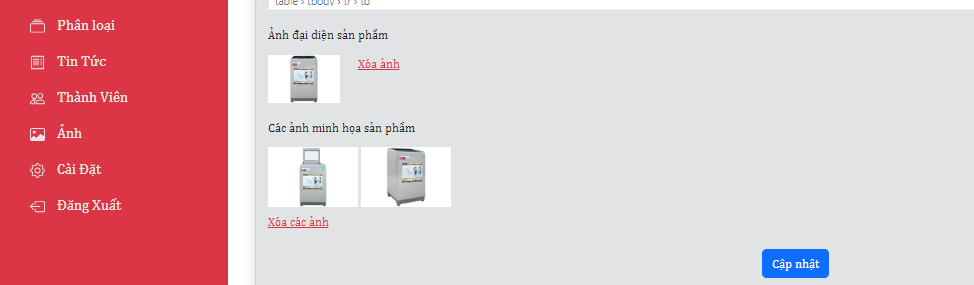 table › tbody › tr › td
Phân loại
Tin Tức
Thành Viên
Ảnh
Cài Đặt
Đăng Xuất
Ảnh đại diện sản phẩm
Xóa ảnh
Các ảnh minh họa sản phẩm
Xóa các ảnh
Cập nhật